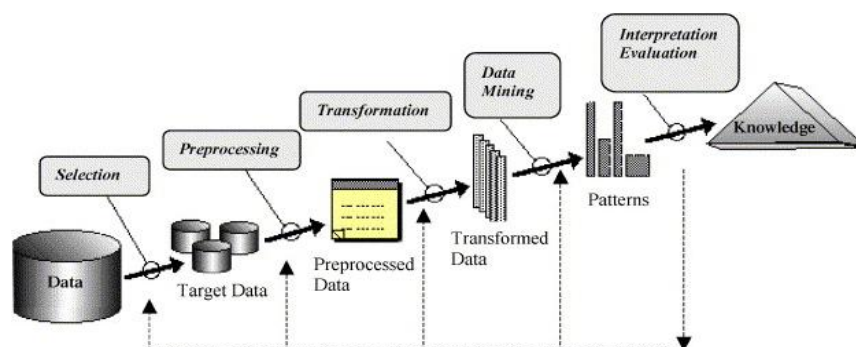 Interpretation
Evaluation
Data
Mining
Transformation
Preprocessing
Selection
Knowledge
Patterns
Transformed
Data
Preprocessed
Data
Target Data
Data